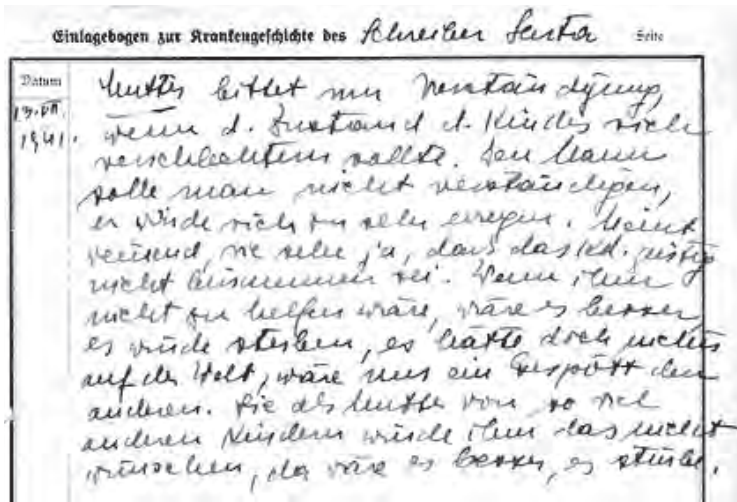 Einlagebogen zur Krankengeschichte des Schreiber Herta Seite
Datum
13.VII.
1941.
Mutter bittet um Verständigung,
wenn d. Zustand d. Kindes sich
verschlechtern sollte. Den Mann
solle man nicht verständigen,
er würde sich zu sehr erregen. Meint
weinend, sie sehe ja, dass das Kd. geistig
nicht beisammen sei. Wenn ihm
nicht zu helfen wäre, wäre es besser,
es würde sterben, es hätte doch nichts
auf der Welt, wäre nur ein Gespött der
anderen. Sie als Mutter von so viel
anderen Kindern würde ihm das nicht
wünschen, da wäre es besser, es stürbe.